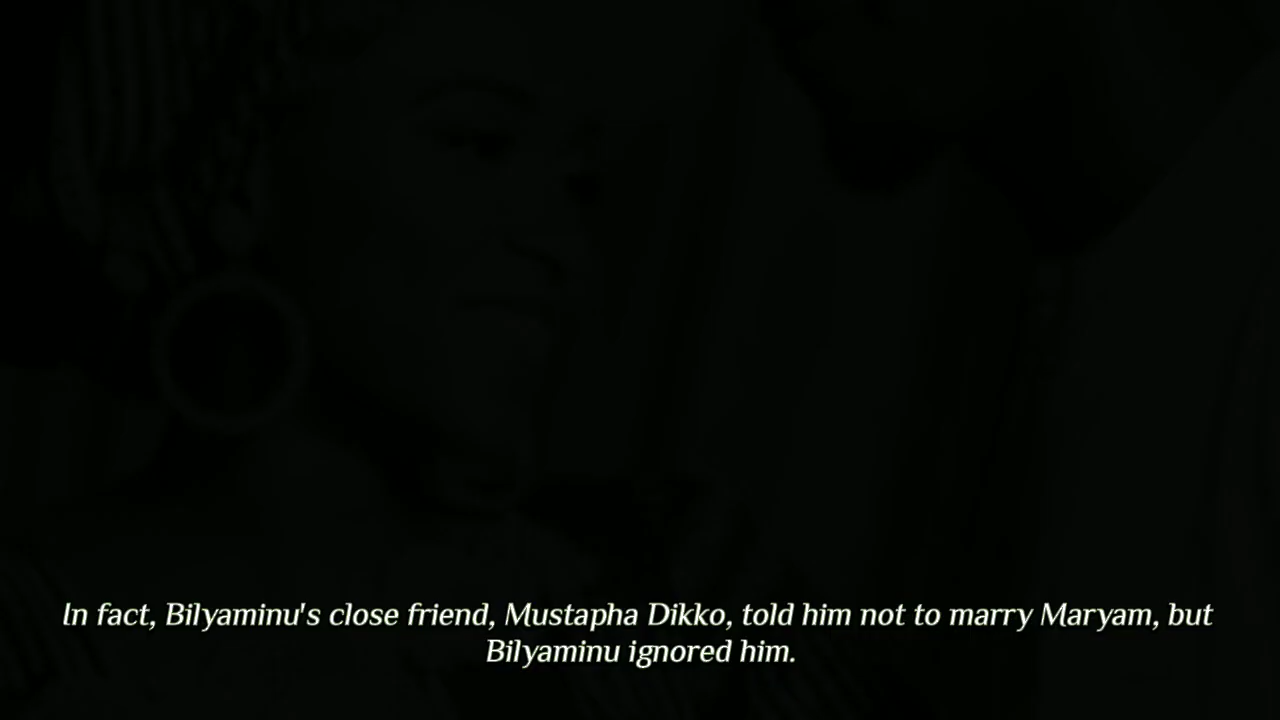 In fact, Bilyaminu's close friend, Mustapha Dikko, told him not to marry Maryam, but
Bilyaminu ignored him.